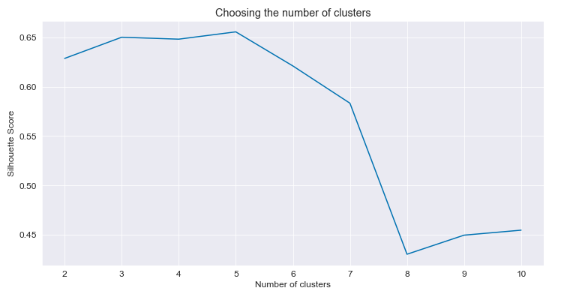 Choosing the number of clusters
Silhouette Score
0.65
0.60
0.55
0.50
0.45
2 3 4 5 6 7 8 9 10
Number of clusters